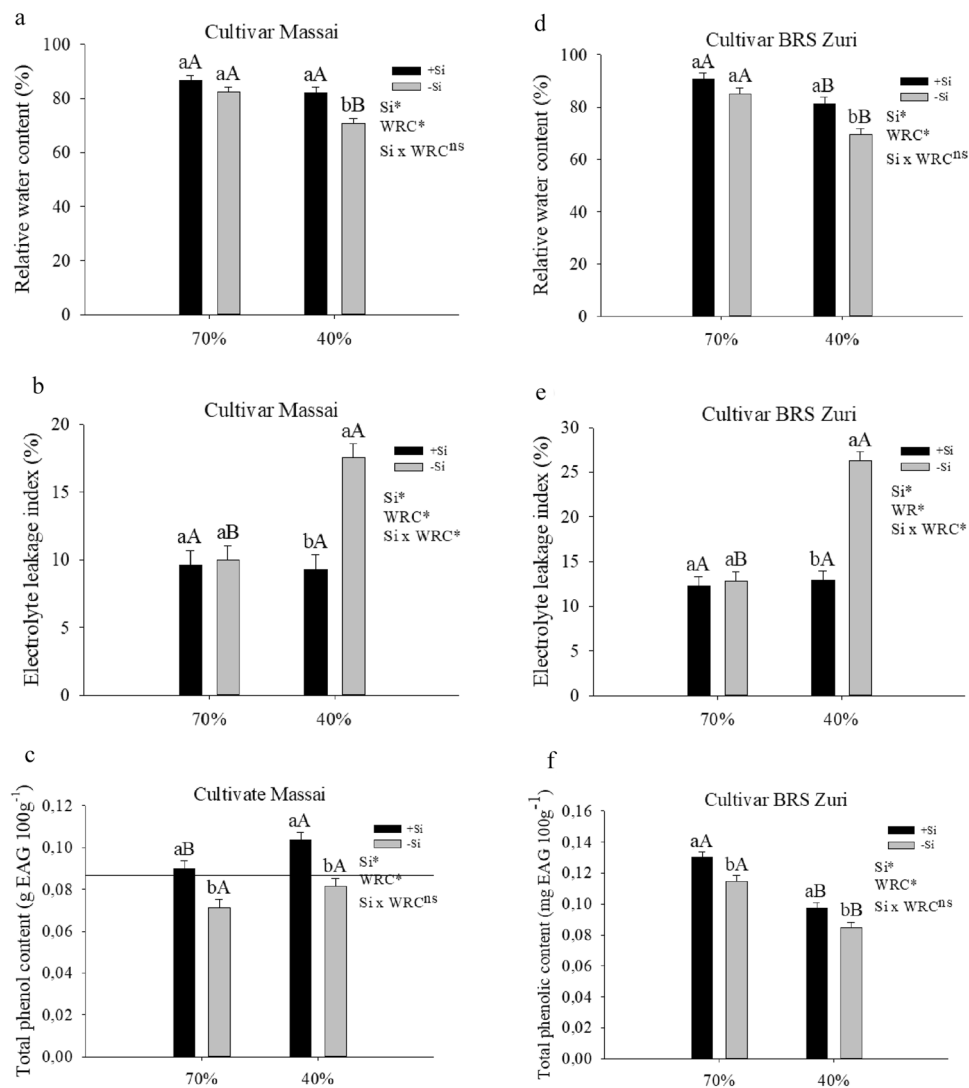 a
Cultivar Massai
Relative water content (%)
100
80
60
40
20
0
aA
aA
aA
bB
+Si
-Si
Si*
WRC*
Si x WRCns
70%
40%
d
Cultivar BRS Zuri
Relative water content (%)
100
80
60
40
20
0
aA
aA
aB
bB
+Si
-Si
Si*
WRC*
Si x WRCns
70%
40%
b
Cultivar Massai
Electrolyte leakage index (%)
20
15
10
5
0
aA
aB
bA
aA
+Si
-Si
Si*
WRC*
Si x WRC*
70%
40%
e
Cultivar BRS Zuri
Electrolyte leakage index (%)
30
25
20
15
10
5
0
aA
aB
bA
aA
+Si
-Si
Si*
WR*
Si x WRC*
70%
40%
c
Cultivate Massai
Total phenol content (g EAG 100g-1)
0,12
0,10
0,08
0,06
0,04
0,02
0,00
aB
bA
aA
bA
+Si
-Si
Si*
WRC*
Si x WRCns
70%
40%
f
Cultivar BRS Zuri
Total phenolic content (mg EAG 100g-1)
0,16
0,14
0,12
0,10
0,08
0,06
0,04
0,02
0,00
aA
bA
aB
bB
+Si
-Si
Si*
WRC*
Si x WRCns
70%
40%